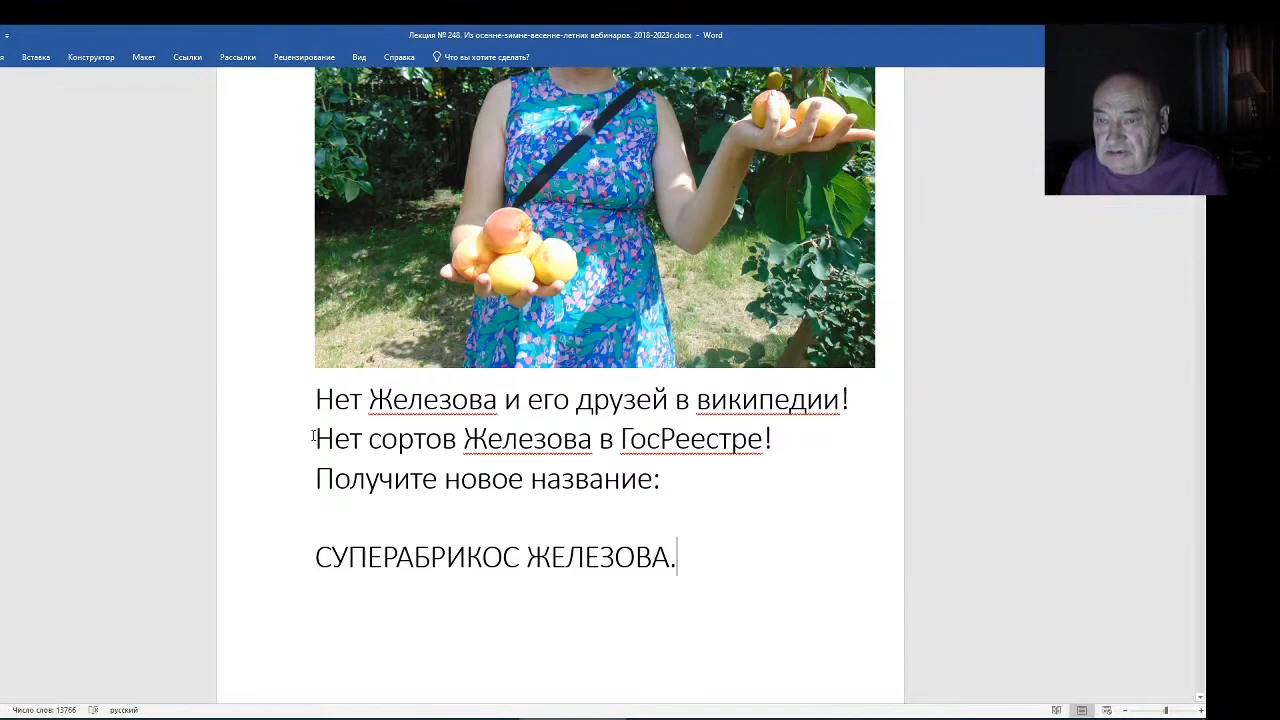 Лекция № 248. Из осенне-зимне-весенне-летних вебинаров. 2018-2023г.docx - Word
Вставка Конструктор Макет Ссылки Рассылки Рецензирование Вид Справка Что вы хотите сделать?
Нет Железова и его друзей в википедии!
Нет сортов Железова в ГосРеестре!
Получите новое название:
СУПЕРАБРИКОС ЖЕЛЕЗОВА.
Число слов: 13766 русский